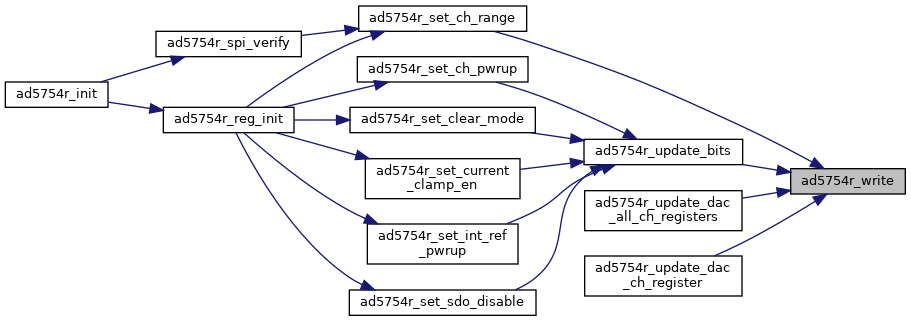 ad5754r_set_ch_range
ad5754r_spi_verify
ad5754r_set_ch_pwrup
ad5754r_init
ad5754r_reg_init
ad5754r_set_clear_mode
ad5754r_update_bits
ad5754r_set_current
_clamp_en
ad5754r_write
ad5754r_update_dac
_all_ch_registers
ad5754r_set_int_ref
_pwrup
ad5754r_update_dac
_ch_register
ad5754r_set_sdo_disable